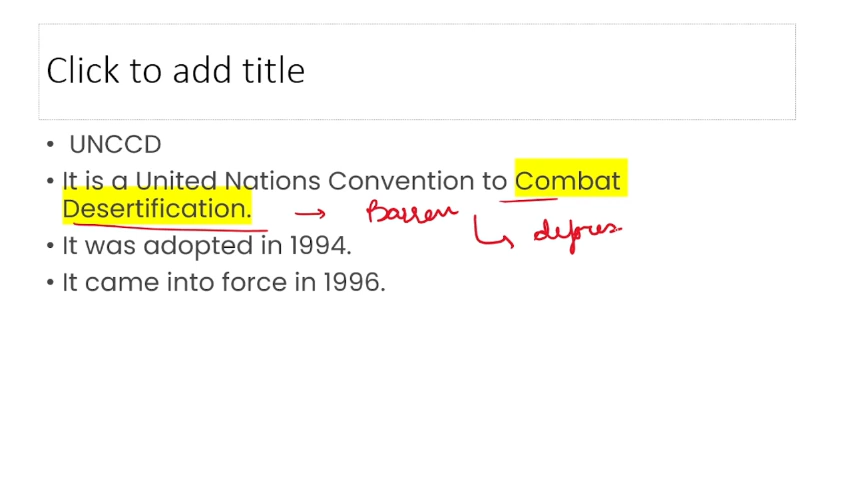 Click to add title
• UNCCD
• It is a United Nations Convention to Combat
Desertification. → Barren
defores
• It was adopted in 1994.
• It came into force in 1996.